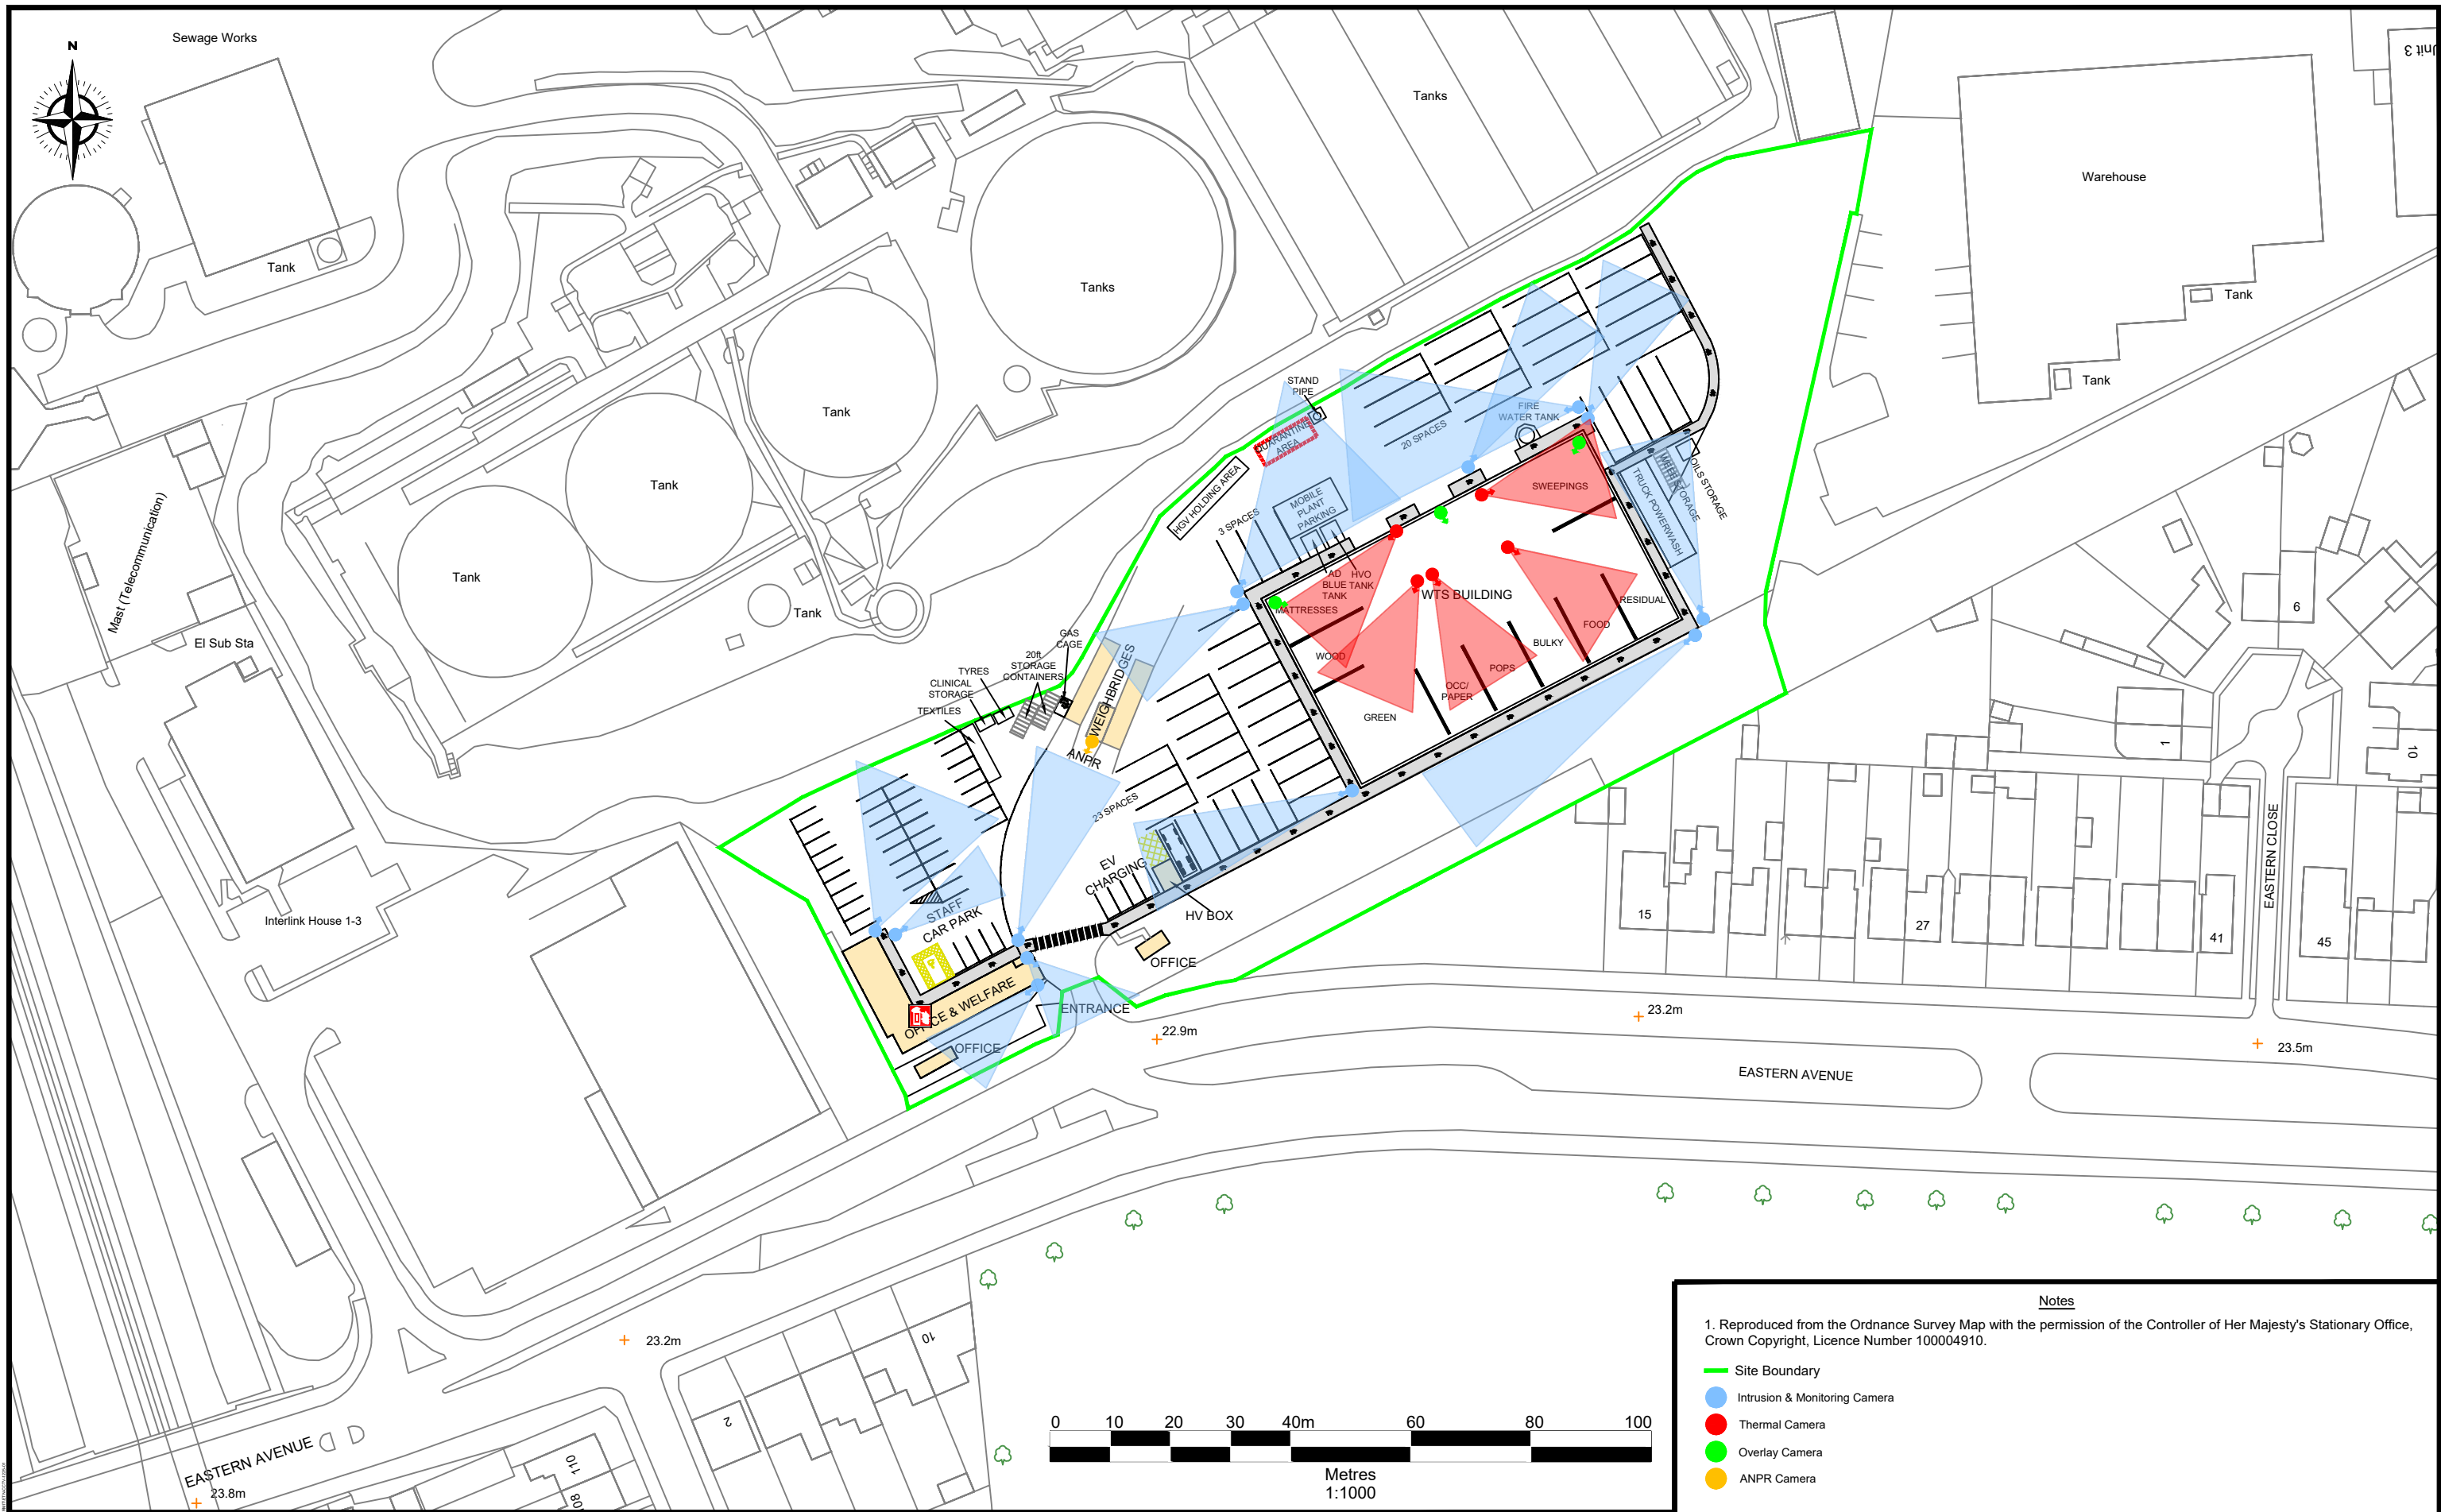 Sewage Works
N
Unit 3
Tanks
Warehouse
Tank
Tanks
Tank
Tank
Tank
Tank
Tank
Tank
Mast (Telecommunication)
El Sub Sta
Interlink House 1-3
STAND
PIPE
QUARANTINE
AREA
HGV HOLDING AREA
FIRE
WATER TANK
20 SPACES
3 SPACES
MOBILE
PLANT
PARKING
SWEEPINGS
OILS STORAGE
TRUCK POWERWASH
AD
BLUE
TANK
HVO
TANK
WTS BUILDING
MATTRESSES
WOOD
GREEN
OCC/
PAPER
POPS
BULKY
FOOD
RESIDUAL
GAS
CAGE
20ft
STORAGE
CONTAINERS
TYRES
CLINICAL
STORAGE
TEXTILES
WEIGHBRIDGES
ANPR
23 SPACES
EV
CHARGING
HV BOX
STAFF
CAR PARK
OFFICE
OFFICE & WELFARE
OFFICE
ENTRANCE
6
1
10
15
27
41
45
EASTERN CLOSE
22.9m
23.2m
23.5m
EASTERN AVENUE
23.2m
23.8m
EASTERN AVENUE
2
10
110
108
0 10 20 30 40m 60 80 100
Metres
1:1000
Notes
1. Reproduced from the Ordnance Survey Map with the permission of the Controller of Her Majesty's Stationary Office,
Crown Copyright, Licence Number 100004910.
Site Boundary
Intrusion & Monitoring Camera
Thermal Camera
Overlay Camera
ANPR Camera